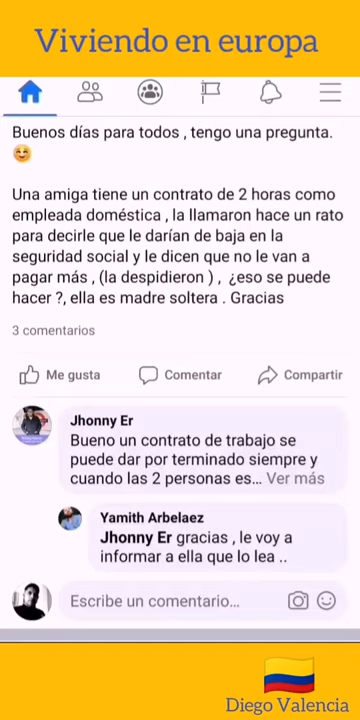 Viviendo en europa
Buenos días para todos , tengo una pregunta.
Una amiga tiene un contrato de 2 horas como
empleada doméstica , la llamaron hace un rato
para decirle que le darían de baja en la
seguridad social y le dicen que no le van a
pagar más , (la despidieron ) , ¿eso se puede
hacer ?, ella es madre soltera . Gracias
3 comentarios
Me gusta Comentar Compartir
Jhonny Er
Bueno un contrato de trabajo se
puede dar por terminado siempre y
cuando las 2 personas es... Ver más
Yamith Arbelaez
Jhonny Er gracias , le voy a
informar a ella que lo lea ..
Escribe un comentario...
Diego Valencia